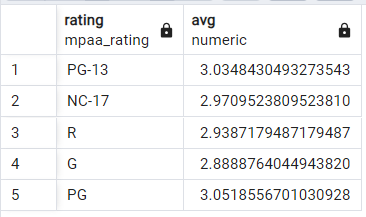 rating avg
mpaa_rating numeric
1 PG-13 3.0348430493273543
2 NC-17 2.9709523809523810
3 R 2.9387179487179487
4 G 2.8888764044943820
5 PG 3.0518556701030928